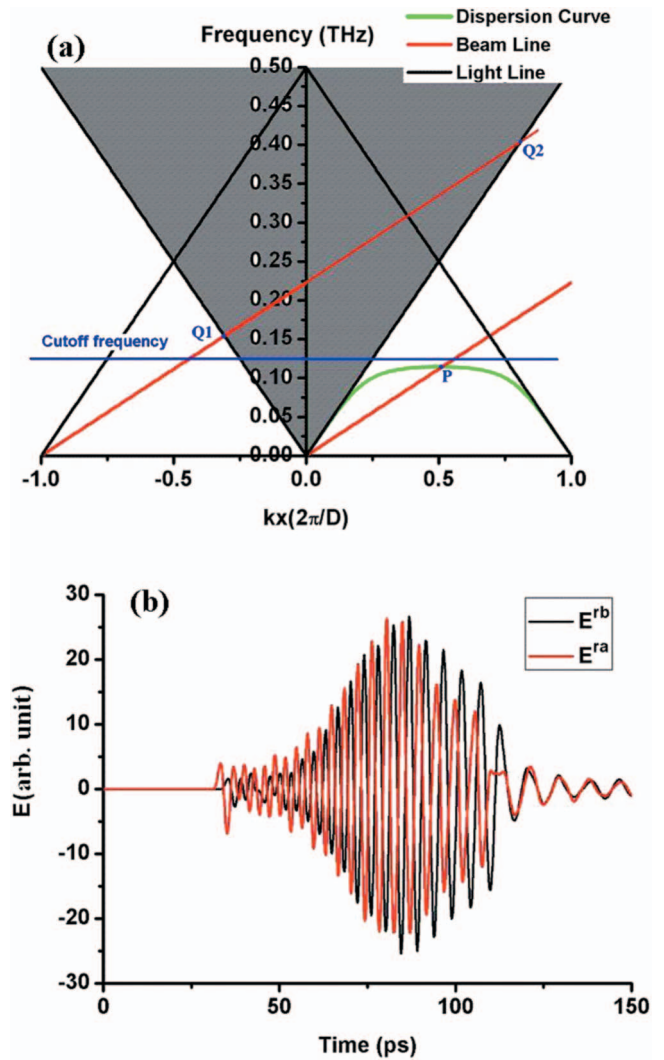 (a)
Frequency (THz)
Dispersion Curve
Beam Line
Light Line
0.50
0.45
0.40
0.35
0.30
0.25
0.20
0.15
0.10
0.05
0.00
Q2
Q1
Cutoff frequency
P
-1.0 -0.5 0.0 0.5 1.0
kx(2π/D)
(b)
E^rb
E^ra
30
20
10
0
-10
-20
-30
E(arb. unit)
0 50 100 150
Time (ps)